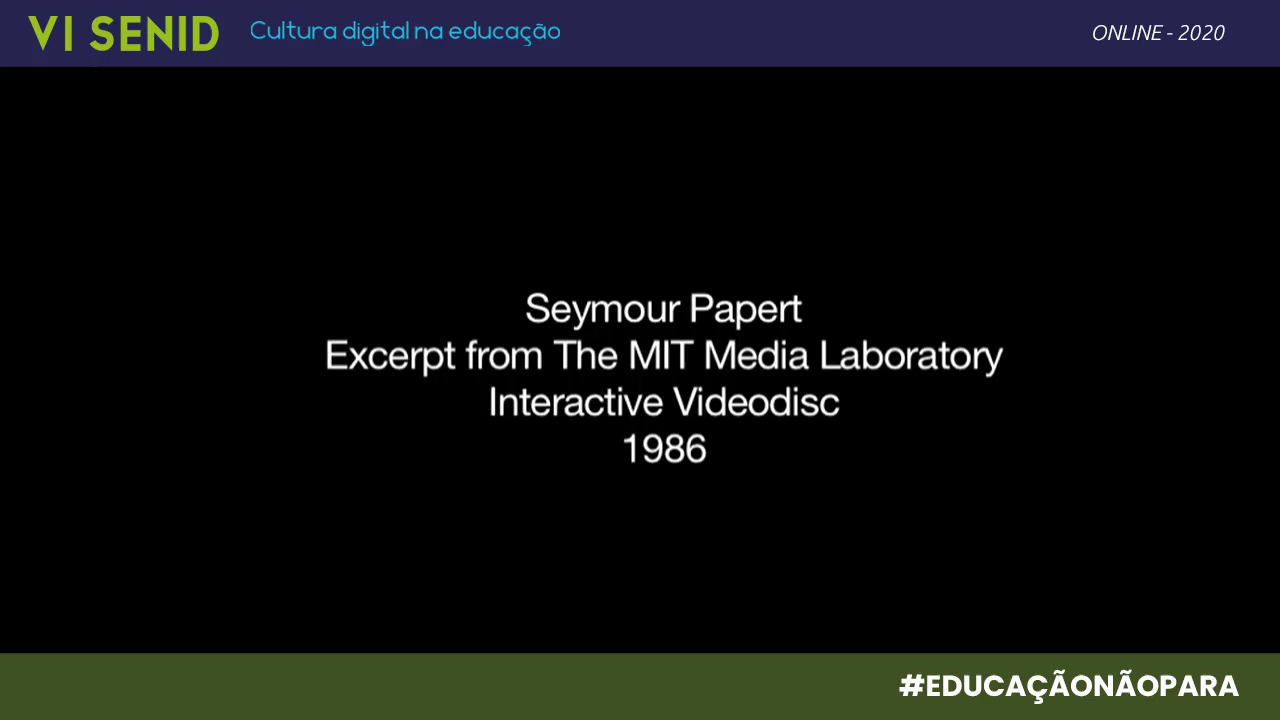 VI SENID
Cultura digital na educação
ONLINE - 2020
Seymour Papert
Excerpt from The MIT Media Laboratory
Interactive Videodisc
1986
#EDUCAÇÃONÃOPARA